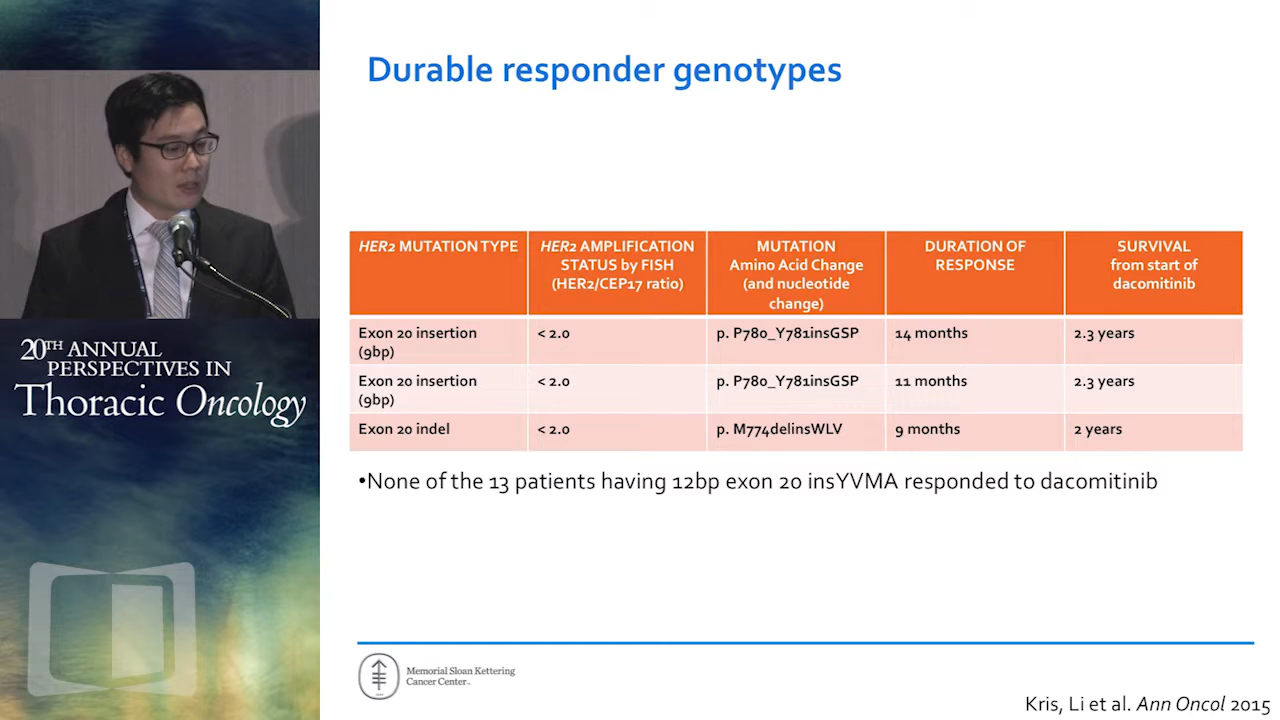 Durable responder genotypes
20TH ANNUAL
PERSPECTIVES IN
Thoracic Oncology
HER2 MUTATION TYPE
HER2 AMPLIFICATION
STATUS by FISH
(HER2/CEP17 ratio)
MUTATION
Amino Acid Change
(and nucleotide
change)
DURATION OF
RESPONSE
SURVIVAL
from start of
dacomitinib
Exon 20 insertion
(9bp)
< 2.0
p. P780_Y781insGSP
14 months
2.3 years
Exon 20 insertion
(9bp)
< 2.0
p. P780_Y781insGSP
11 months
2.3 years
Exon 20 indel
< 2.0
p. M774delinsWLV
9 months
2 years
•None of the 13 patients having 12bp exon 20 insYVMA responded to dacomitinib
Memorial Sloan Kettering
Cancer Center
Kris, Li et al. Ann Oncol 2015